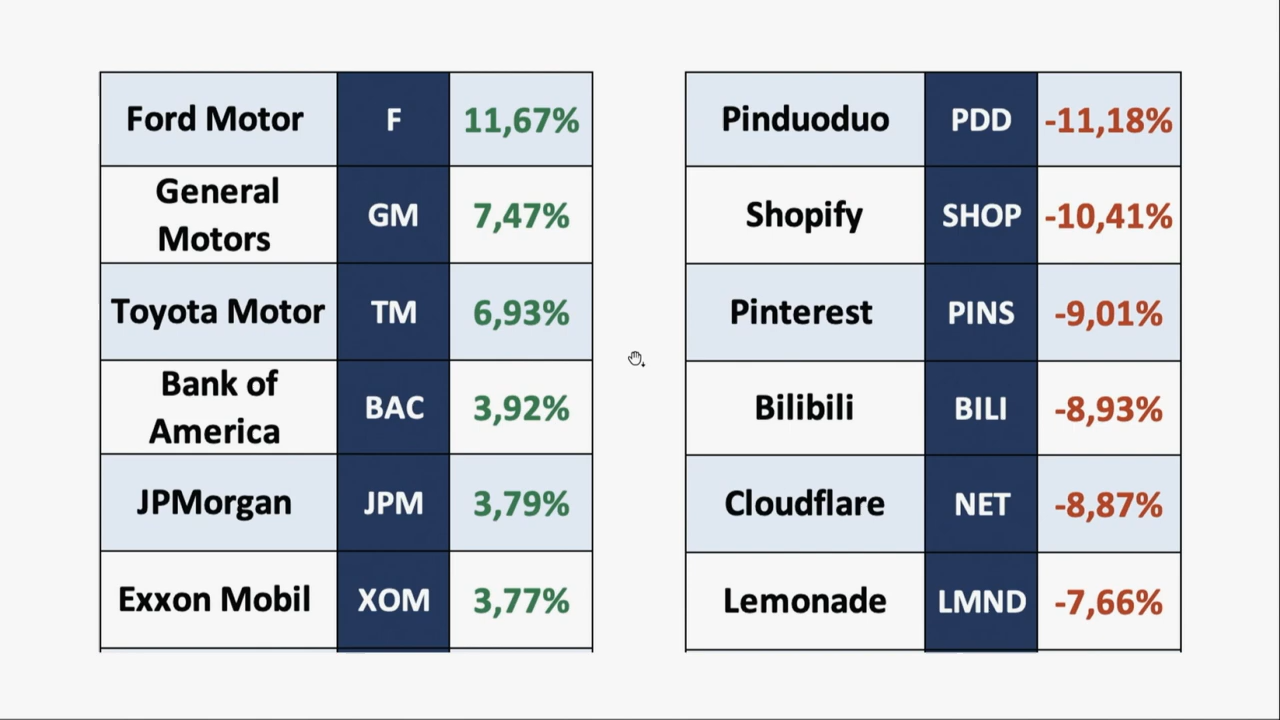 Ford Motor F 11,67%
General
Motors GM 7,47%
Toyota Motor TM 6,93%
Bank of
America BAC 3,92%
JPMorgan JPM 3,79%
Exxon Mobil XOM 3,77%
Pinduoduo PDD -11,18%
Shopify SHOP -10,41%
Pinterest PINS -9,01%
Bilibili BILI -8,93%
Cloudflare NET -8,87%
Lemonade LMND -7,66%